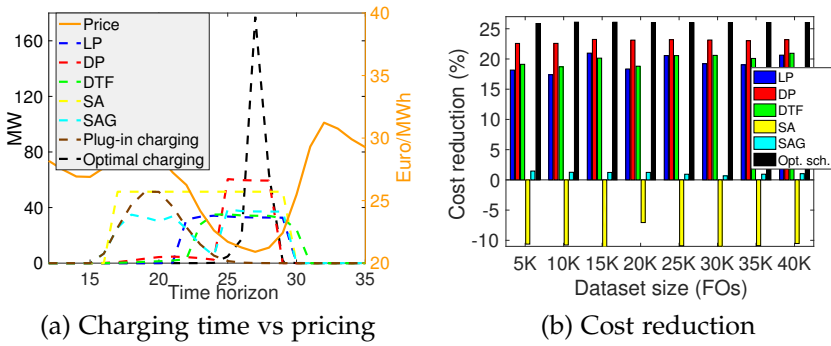 160
120
80
40
0
MW
Price
LP
DP
DTF
SA
SAG
Plug-in charging
Optimal charging
40
35
30
25
20
Euro/MWh
15 20 25 30 35
Time horizon
(a) Charging time vs pricing
25
20
15
10
5
0
-5
-10
Cost reduction (%)
LP
DP
DTF
SA
SAG
Opt. sch.
5K 10K 15K 20K 25K 30K 35K 40K
Dataset size (FOs)
(b) Cost reduction